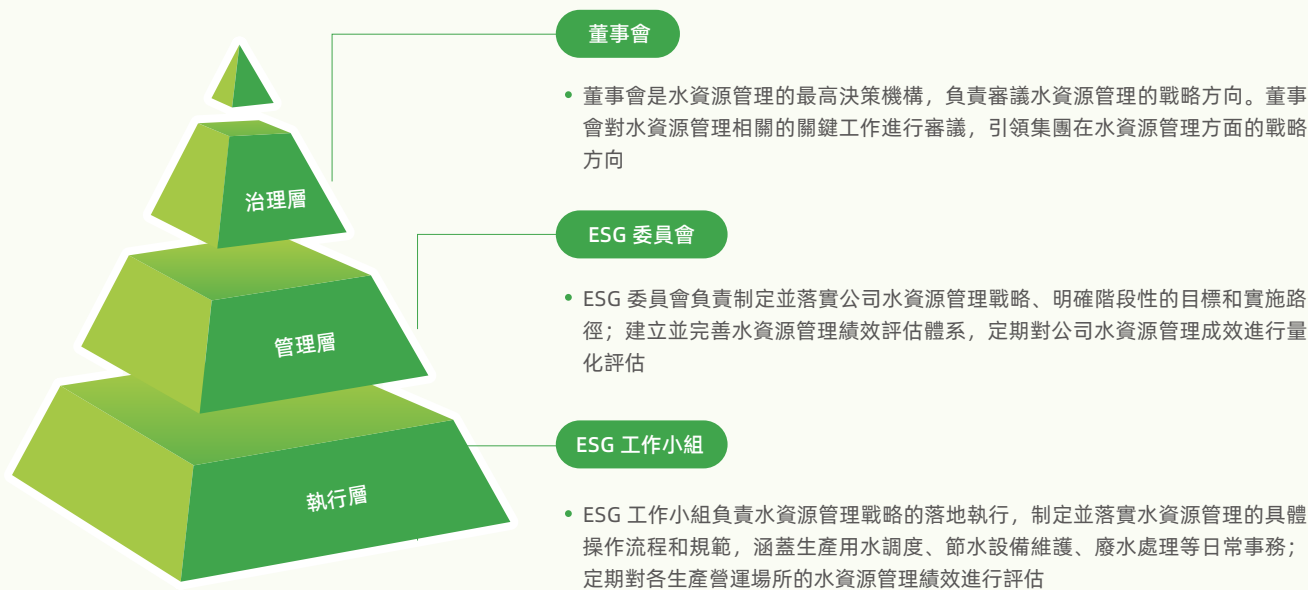 董事會
• 董事會是水資源管理的最高決策機構，負責審議水資源管理的戰略方向。董事
會對水資源管理相關的關鍵工作進行審議，引領集團在水資源管理方面的戰略
方向
治理層
ESG 委員會
• ESG 委員會負責制定並落實公司水資源管理戰略、明確階段性的目標和實施路
徑；建立並完善水資源管理績效評估體系，定期對公司水資源管理成效進行量
化評估
管理層
ESG 工作小組
• ESG 工作小組負責水資源管理戰略的落地執行，制定並落實水資源管理的具體
操作流程和規範，涵蓋生產用水調度、節水設備維護、廢水處理等日常事務；
定期對各生產營運場所的水資源管理績效進行評估
執行層